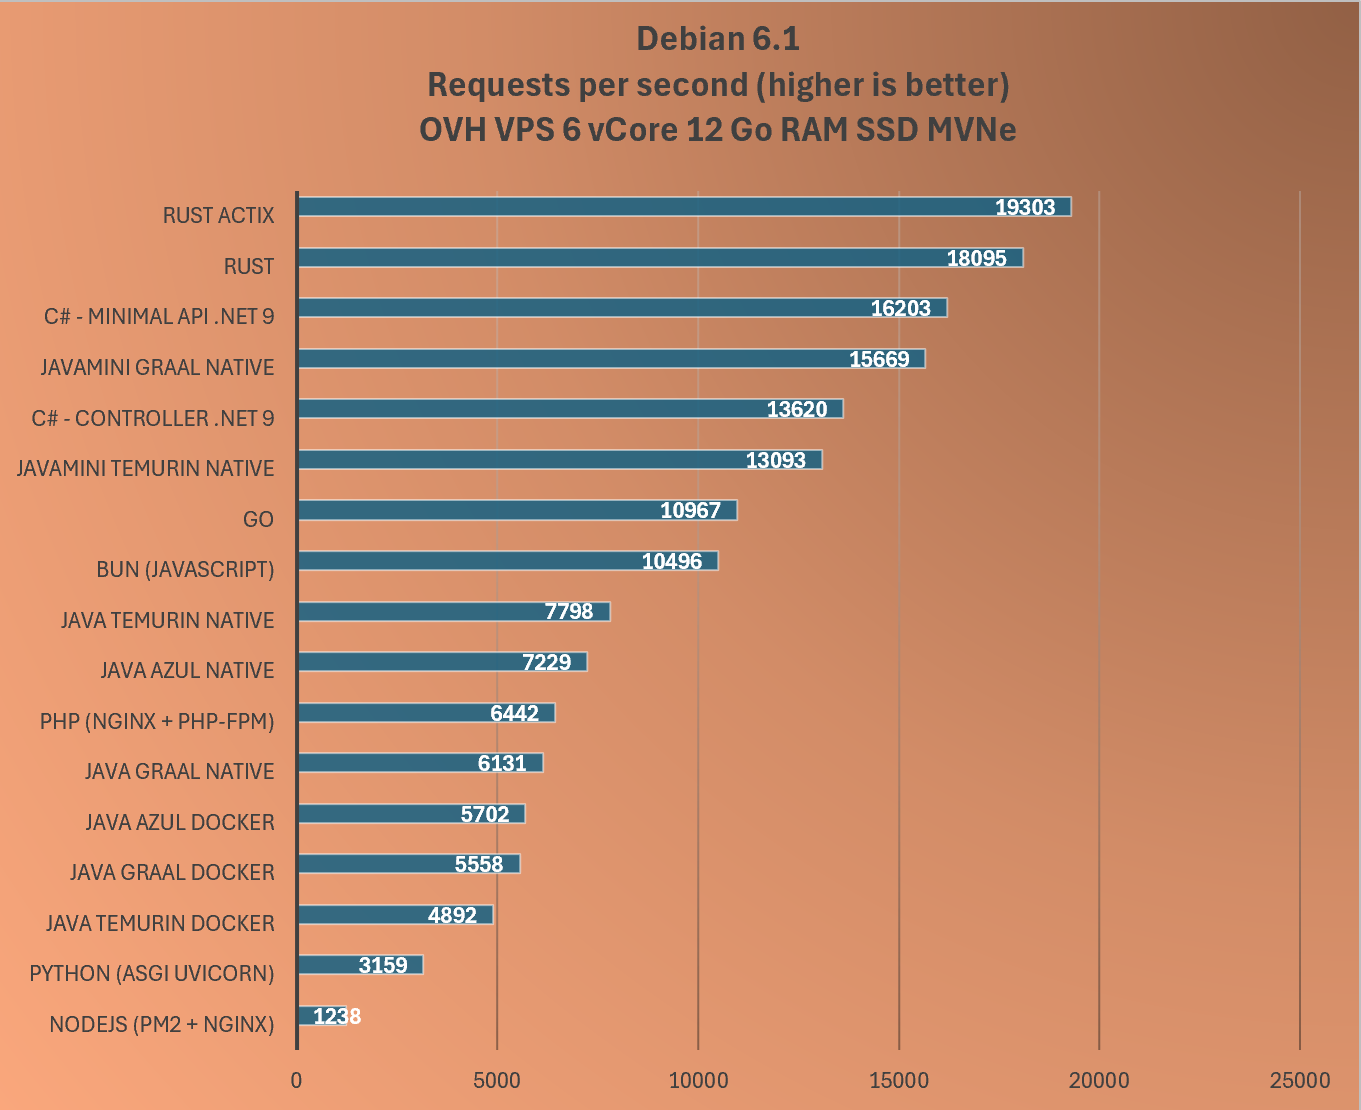 Debian 6.1
Requests per second (higher is better)
OVH VPS 6 vCore 12 Go RAM SSD MVNe
RUST ACTIX 19303
RUST 18095
C# - MINIMAL API .NET 9 16203
JAVAMINI GRAAL NATIVE 15669
C# - CONTROLLER .NET 9 13620
JAVAMINI TEMURIN NATIVE 13093
GO 10967
BUN (JAVASCRIPT) 10496
JAVA TEMURIN NATIVE 7798
JAVA AZUL NATIVE 7229
PHP (NGINX + PHP-FPM) 6442
JAVA GRAAL NATIVE 6131
JAVA AZUL DOCKER 5702
JAVA GRAAL DOCKER 5558
JAVA TEMURIN DOCKER 4892
PYTHON (ASGI UVICORN) 3159
NODEJS (PM2 + NGINX) 1238
0 5000 10000 15000 20000 25000